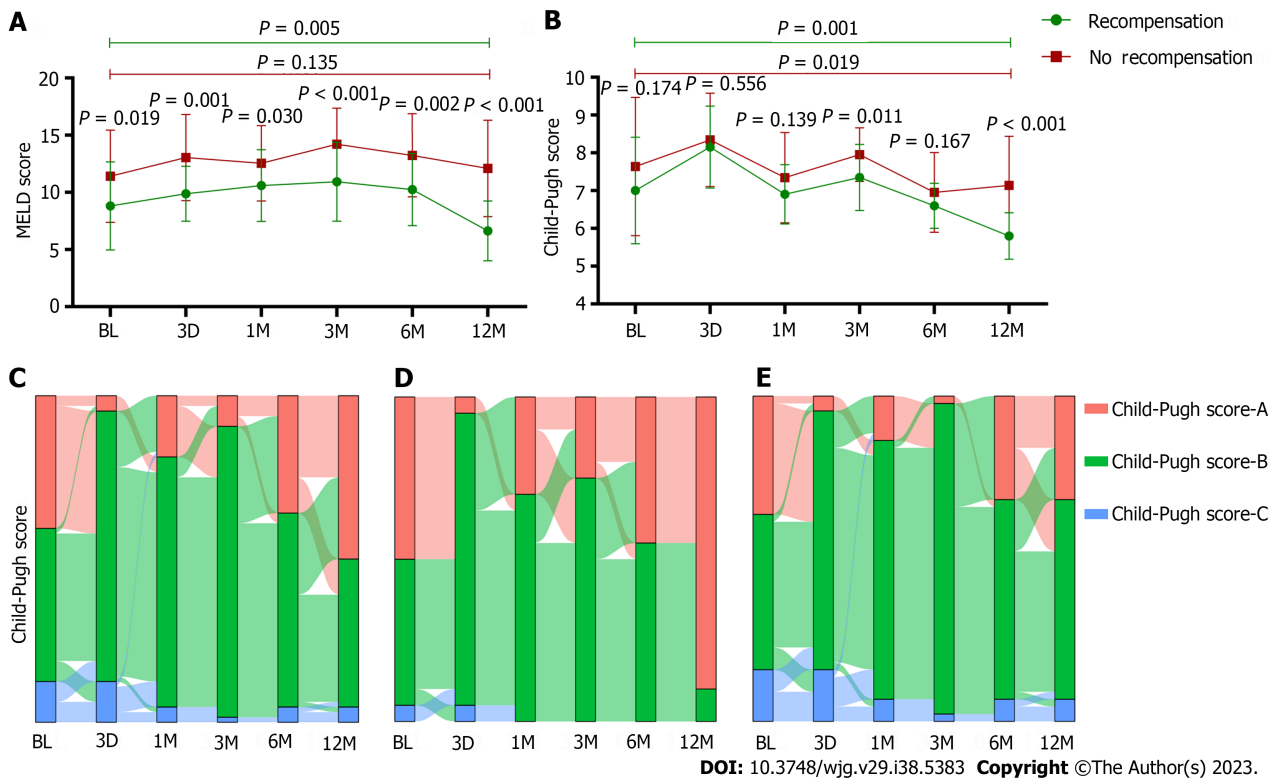 A
B
Recompensation
No recompensation
P = 0.005
P = 0.135
P = 0.019
P = 0.001
P = 0.030
P < 0.001
P = 0.002
P < 0.001
MELD score
20
15
10
5
0
BL 3D 1M 3M 6M 12M
P = 0.001
P = 0.019
P = 0.174
P = 0.556
P = 0.139
P = 0.011
P = 0.167
P < 0.001
Child-Pugh score
10
9
8
7
6
5
4
BL 3D 1M 3M 6M 12M
C
D
E
Child-Pugh score
Child-Pugh score-A
Child-Pugh score-B
Child-Pugh score-C
BL 3D 1M 3M 6M 12M
BL 3D 1M 3M 6M 12M
BL 3D 1M 3M 6M 12M
DOI: 10.3748/wjg.v29.i38.5383 Copyright ©The Author(s) 2023.